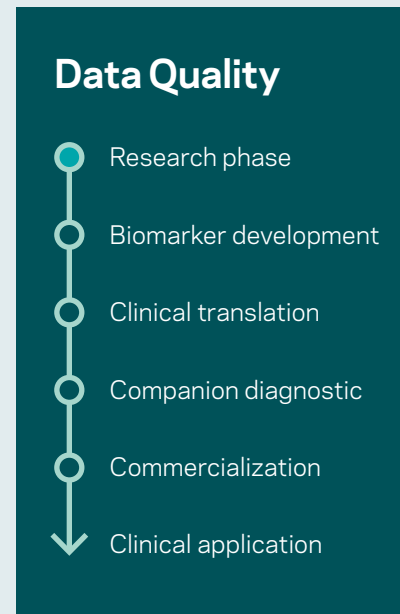 Data Quality
Research phase
Biomarker development
Clinical translation
Companion diagnostic
Commercialization
Clinical application